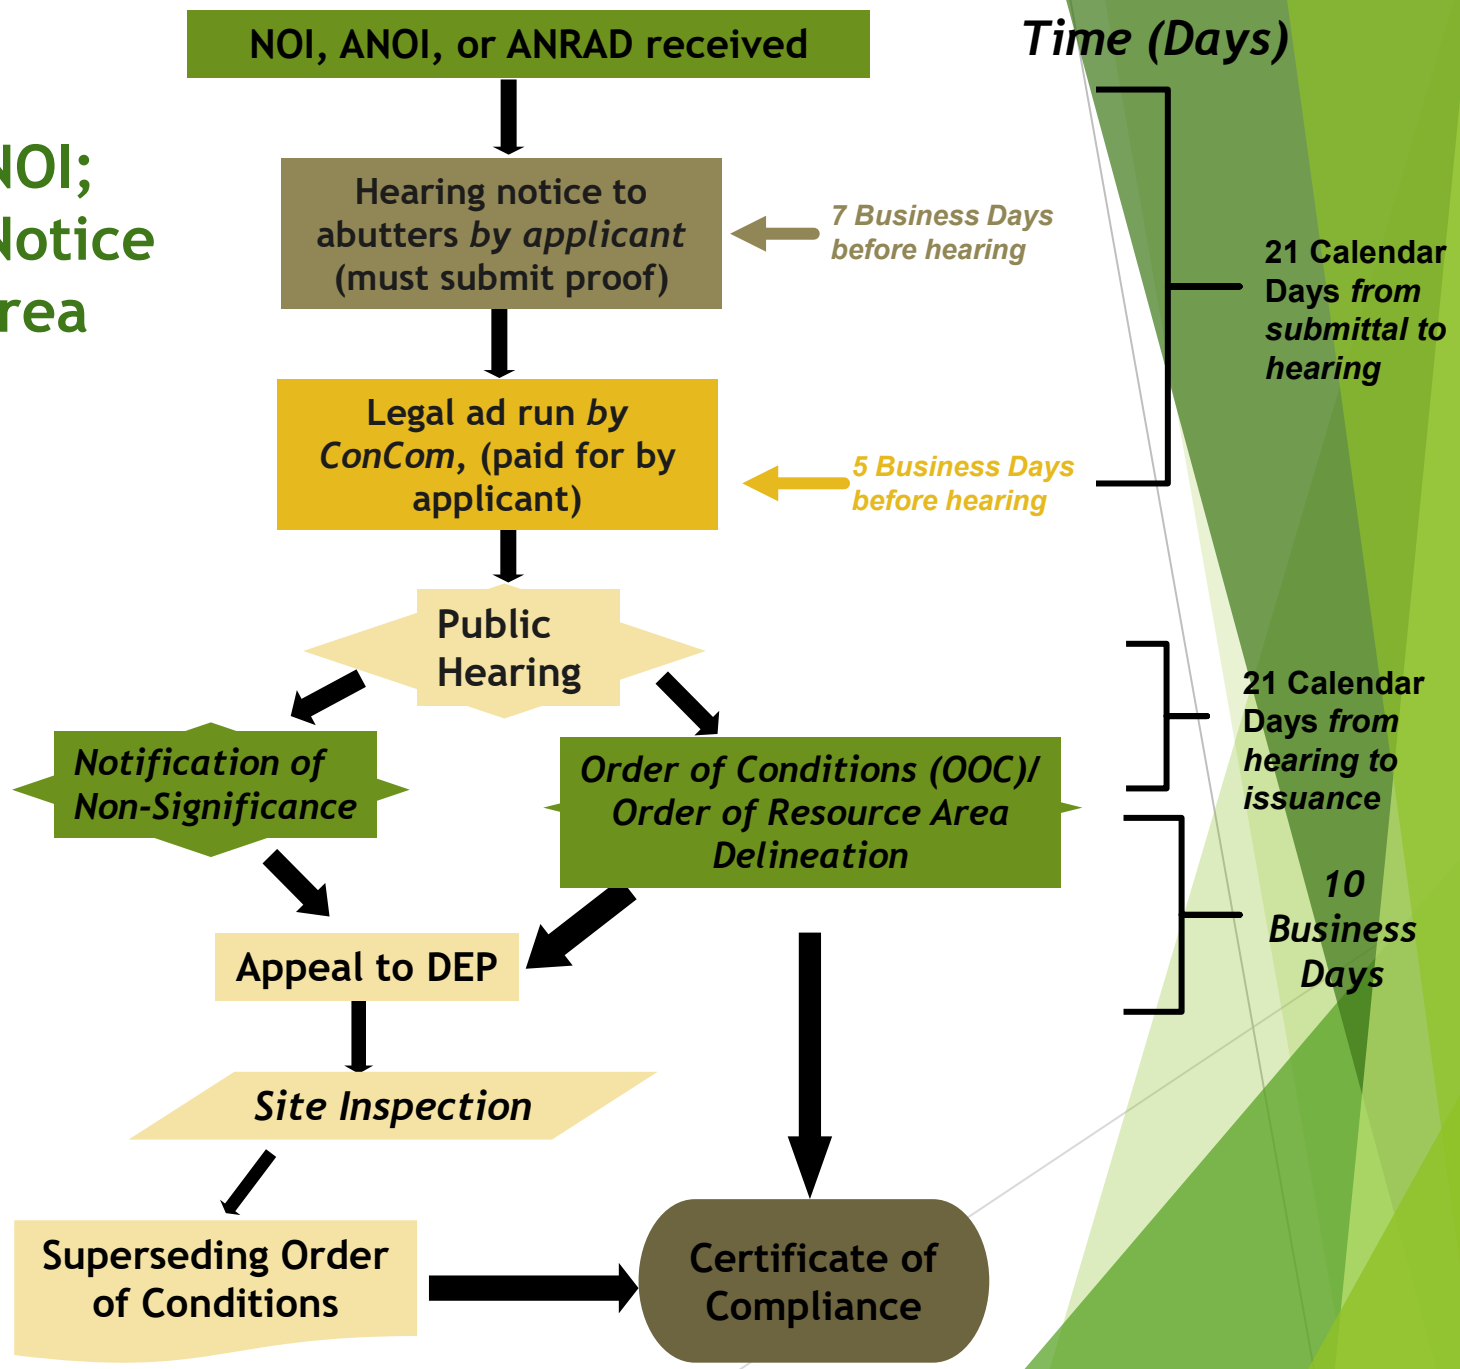 NOI, ANOI, or ANRAD received
Time (Days)
NOI;
Notice
rea
Hearing notice to
abutters by applicant
(must submit proof)
7 Business Days
before hearing
21 Calendar
Days from
submittal to
hearing
Legal ad run by
ConCom, (paid for by
applicant)
5 Business Days
before hearing
Public
Hearing
21 Calendar
Days from
hearing to
issuance
Notification of
Non-Significance
Order of Conditions (OOC)/
Order of Resource Area
Delineation
10
Business
Days
Appeal to DEP
Site Inspection
Superseding Order
of Conditions
Certificate of
Compliance